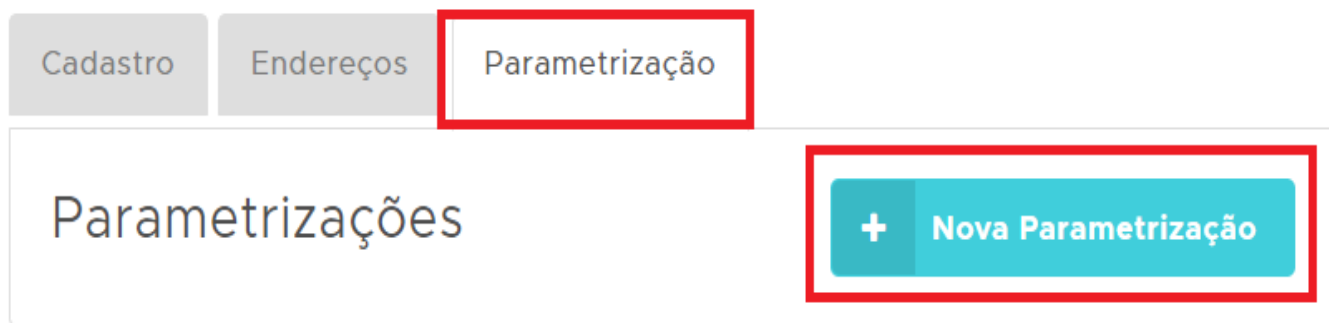 Cadastro Endereços Parametrização
Parametrizações
+ Nova Parametrização